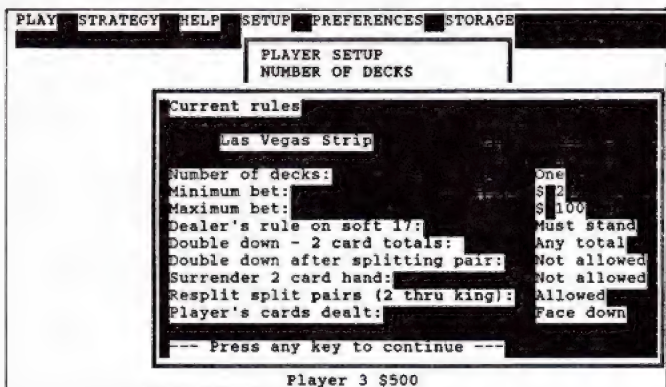 PLAY STRATEGY HELP SETUP PREFERENCES STORAGE
PLAYER SETUP
NUMBER OF DECKS
Current rules
Las Vegas Strip
Number of decks: One
Minimum bet: $ 2
Maximum bet: $ 100
Dealer's rule on soft 17: Must stand
Double down - 2 card totals: Any total
Double down after splitting pair: Not allowed
Surrender 2 card hand: Not allowed
Resplit split pairs (2 thru king): Allowed
Player's cards dealt: Face down
--- Press any key to continue ---
Player 3 $500